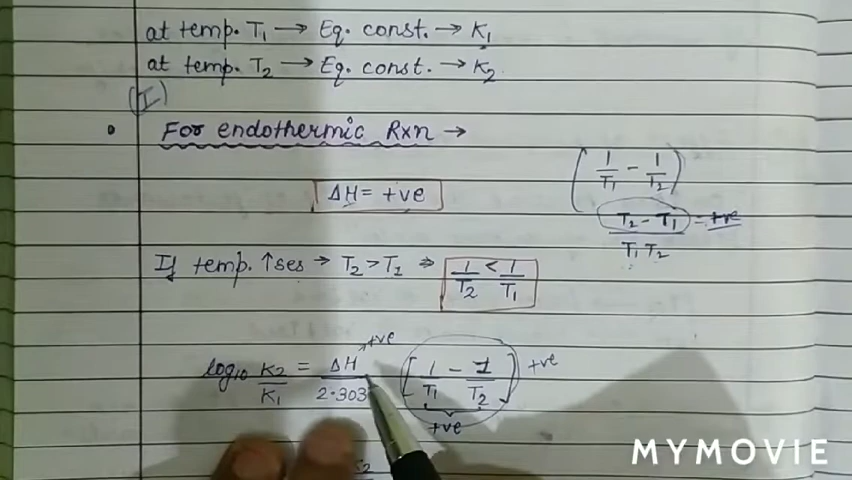 at temp. T1 → Eq. const. → K1
at temp. T2 → Eq. const. → K2
(I)
• For endothermic Rxn →
ΔH = +ve
(1/T1 - 1/T2)
T2 - T1 / T1 T2 = +ve
If temp. ↑ses → T2 > T1 ⇒ 1/T2 < 1/T1
log10 K2/K1 = ΔH/2.303 [1/T1 - 1/T2] +ve
+ve
+ve
MYMOVIE